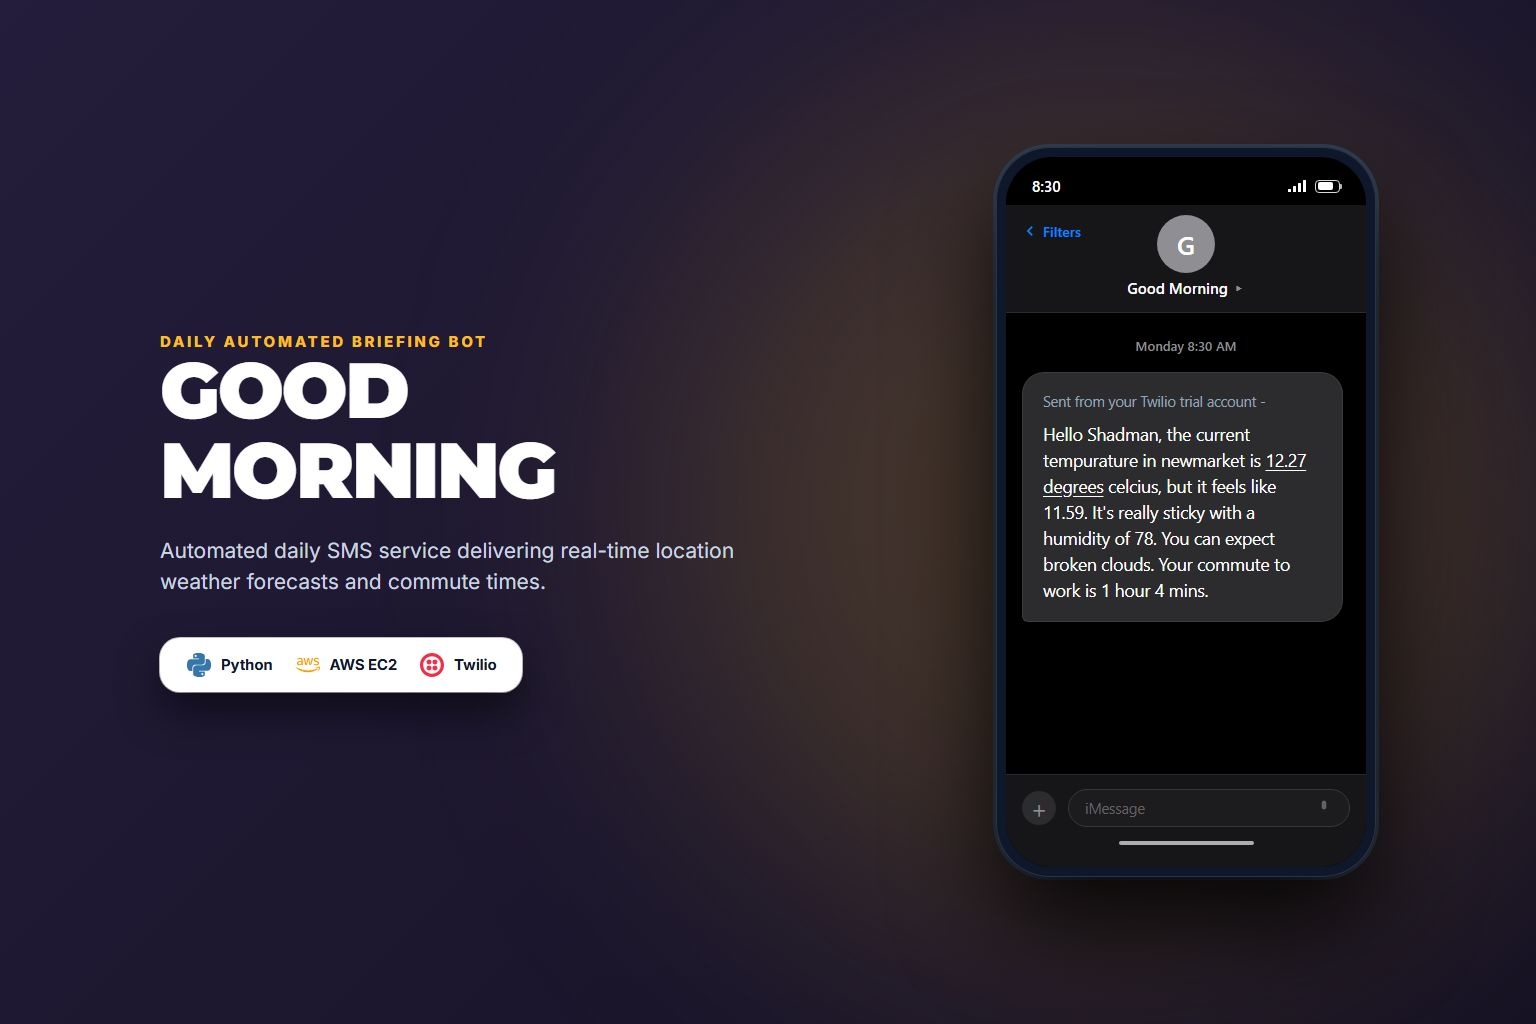 DAILY AUTOMATED BRIEFING BOT
GOOD
MORNING
Automated daily SMS service delivering real-time location
weather forecasts and commute times.
Python aws AWS EC2 Twilio
8:30
Filters
G
Good Morning
Monday 8:30 AM
Sent from your Twilio trial account -
Hello Shadman, the current
tempurature in newmarket is 12.27
degrees celcius, but it feels like
11.59. It's really sticky with a
humidity of 78. You can expect
broken clouds. Your commute to
work is 1 hour 4 mins.
+ iMessage